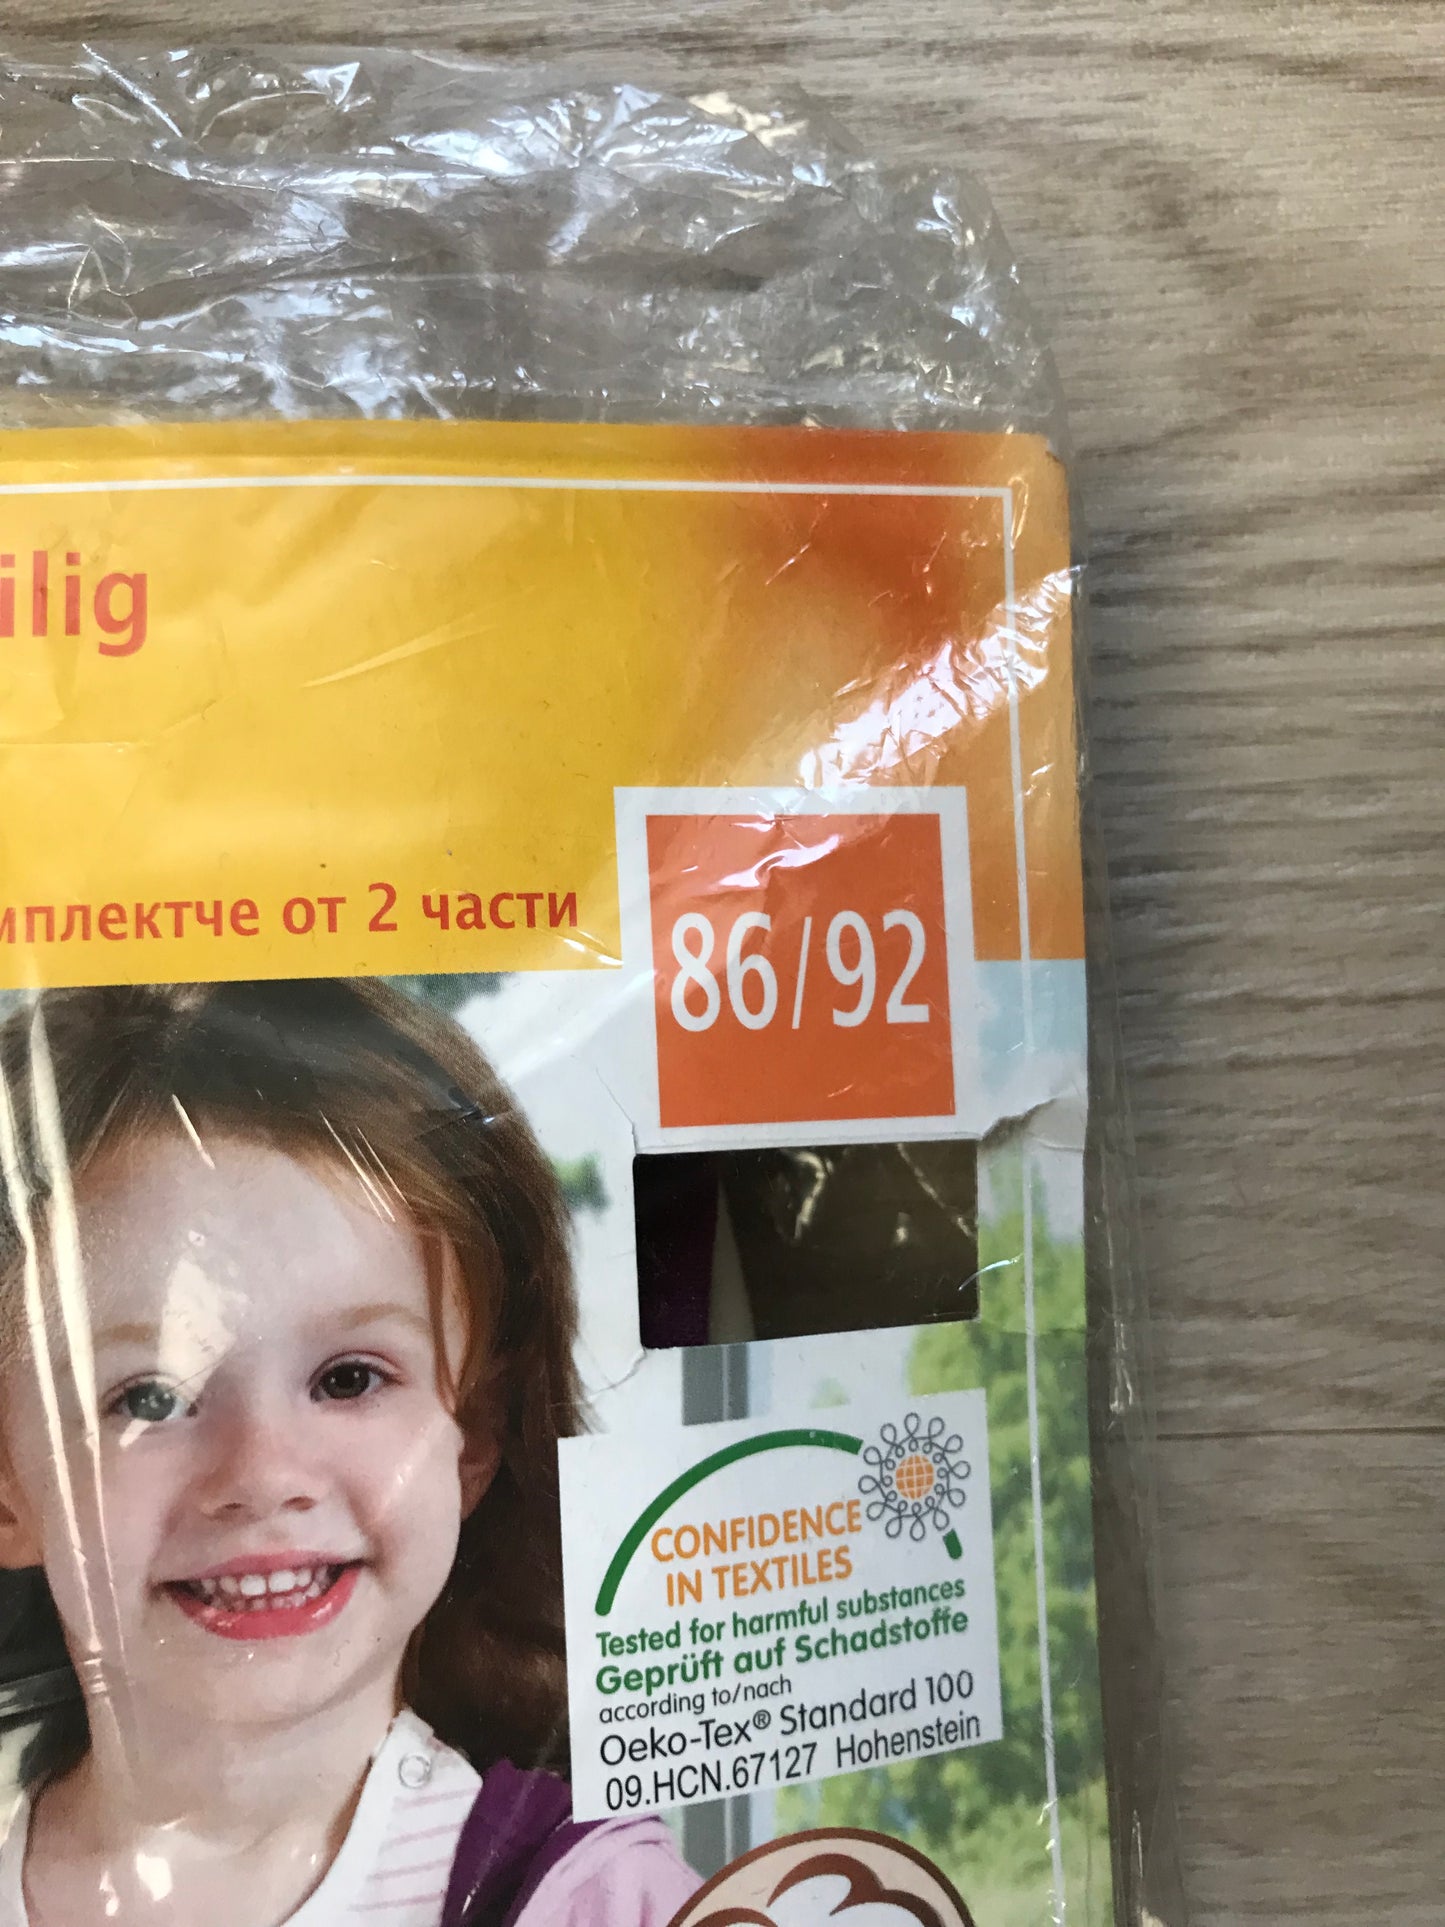 ilig
мплектче от 2 части
86/92
CONFIDENCE
IN TEXTILES
Tested for harmful substances
Geprüft auf Schadstoffe
according to/nach
Oeko-Tex® Standard 100
09.HCN.67127 Hohenstein